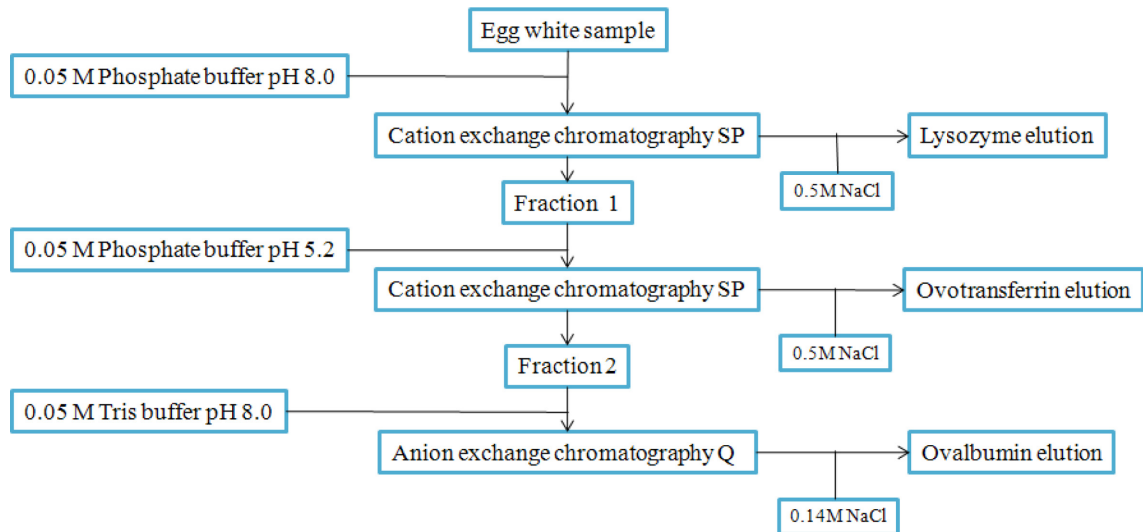 Egg white sample
0.05 M Phosphate buffer pH 8.0
Cation exchange chromatography SP
Lysozyme elution
0.5M NaCl
Fraction 1
0.05 M Phosphate buffer pH 5.2
Cation exchange chromatography SP
Ovotransferrin elution
0.5M NaCl
Fraction 2
0.05 M Tris buffer pH 8.0
Anion exchange chromatography Q
Ovalbumin elution
0.14M NaCl